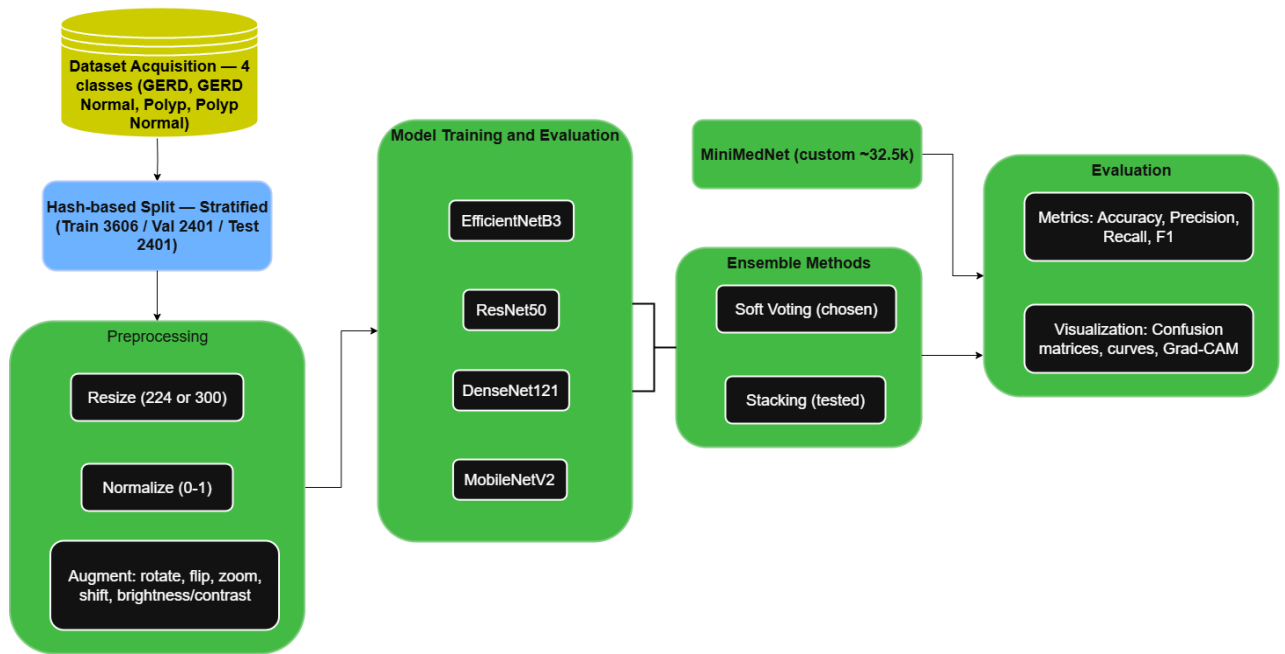 Dataset Acquisition — 4
classes (GERD, GERD
Normal, Polyp, Polyp
Normal)
Hash-based Split — Stratified
(Train 3606 / Val 2401 / Test
2401)
Preprocessing
Resize (224 or 300)
Normalize (0-1)
Augment: rotate, flip, zoom,
shift, brightness/contrast
Model Training and Evaluation
EfficientNetB3
ResNet50
DenseNet121
MobileNetV2
MiniMedNet (custom ~32.5k)
Ensemble Methods
Soft Voting (chosen)
Stacking (tested)
Evaluation
Metrics: Accuracy, Precision,
Recall, F1
Visualization: Confusion
matrices, curves, Grad-CAM